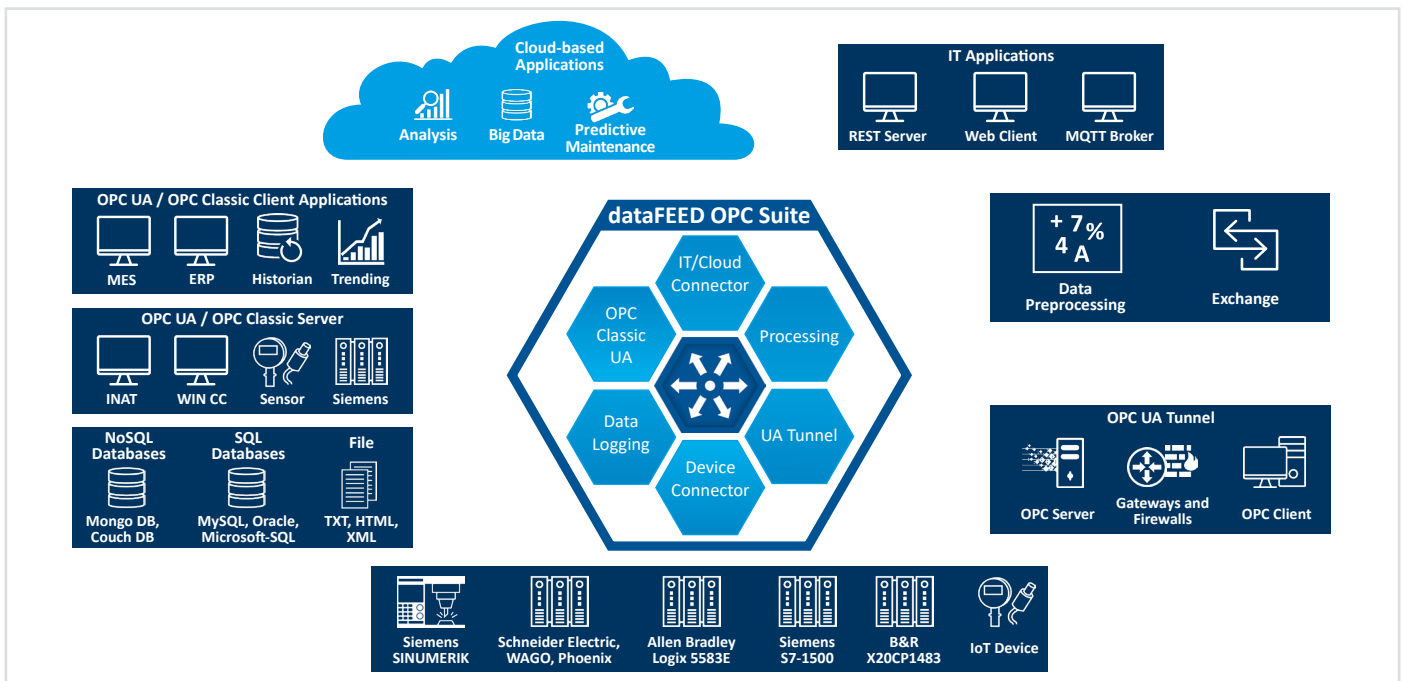 Cloud-based
Applications
Analysis
Big Data
Predictive
Maintenance
IT Applications
REST Server
Web Client
MQTT Broker
OPC UA / OPC Classic Client Applications
MES
ERP
Historian
Trending
OPC UA / OPC Classic Server
INAT
WIN CC
Sensor
Siemens
NoSQL
Databases
SQL
Databases
File
Mongo DB,
Couch DB
MySQL, Oracle,
Microsoft-SQL
TXT, HTML,
XML
dataFEED OPC Suite
IT/Cloud
Connector
OPC
Classic
UA
Processing
Data
Logging
UA Tunnel
Device
Connector
+ 7%
4 A
Data
Preprocessing
Exchange
OPC UA Tunnel
OPC Server
Gateways and
Firewalls
OPC Client
Siemens
SINUMERIK
Schneider Electric,
WAGO, Phoenix
Allen Bradley
Logix 5583E
Siemens
S7-1500
B&R
X20CP1483
IoT Device